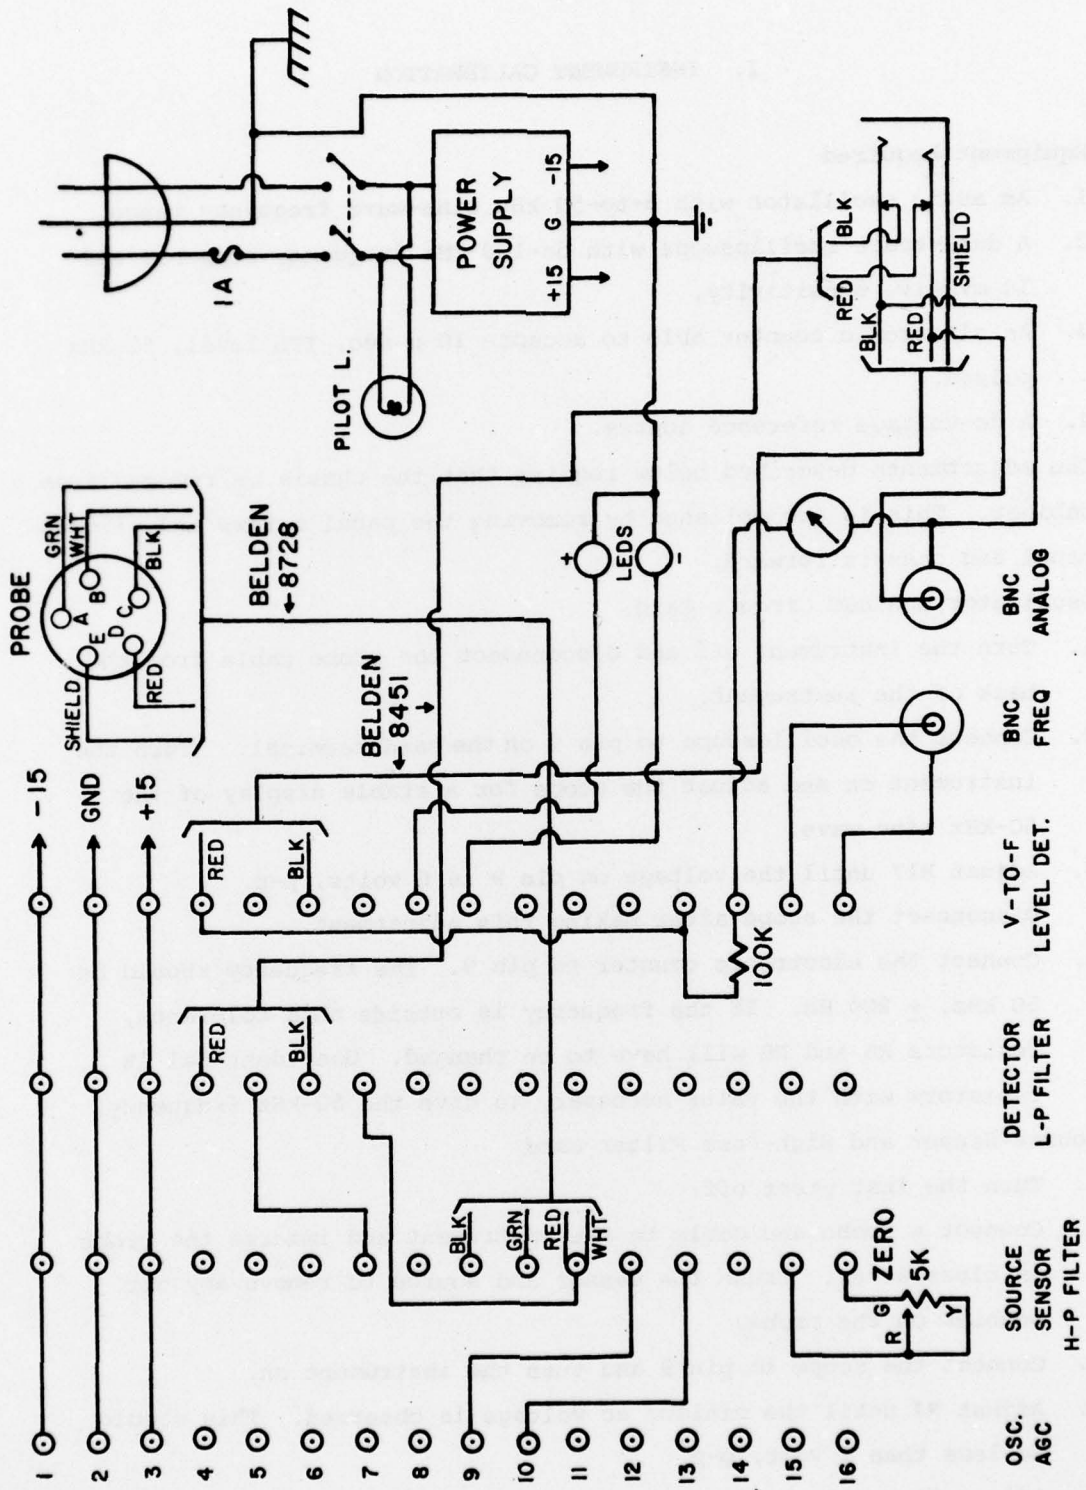 1
2
3
4
5
6
7
8
9
10
11
12
13
14
15
16
OSC.
AGC
SOURCE
SENSOR
H-P FILTER
DETECTOR
L-P FILTER
V-TO-F
LEVEL DET.
BLK
GRN
RED
WHT
ZERO
5K
R
G
Y
RED
BLK
RED
BLK
100K
-15
GND
+15
PROBE
SHIELD
GRN
WHT
RED
BLK
A
B
C
D
E
BELDEN
8728
BELDEN
8451
PILOT L.
1A
POWER
SUPPLY
+15
G
-15
+
LEDS
-
RED
BLK
BLK
RED
SHIELD
BNC
FREQ
BNC
ANALOG